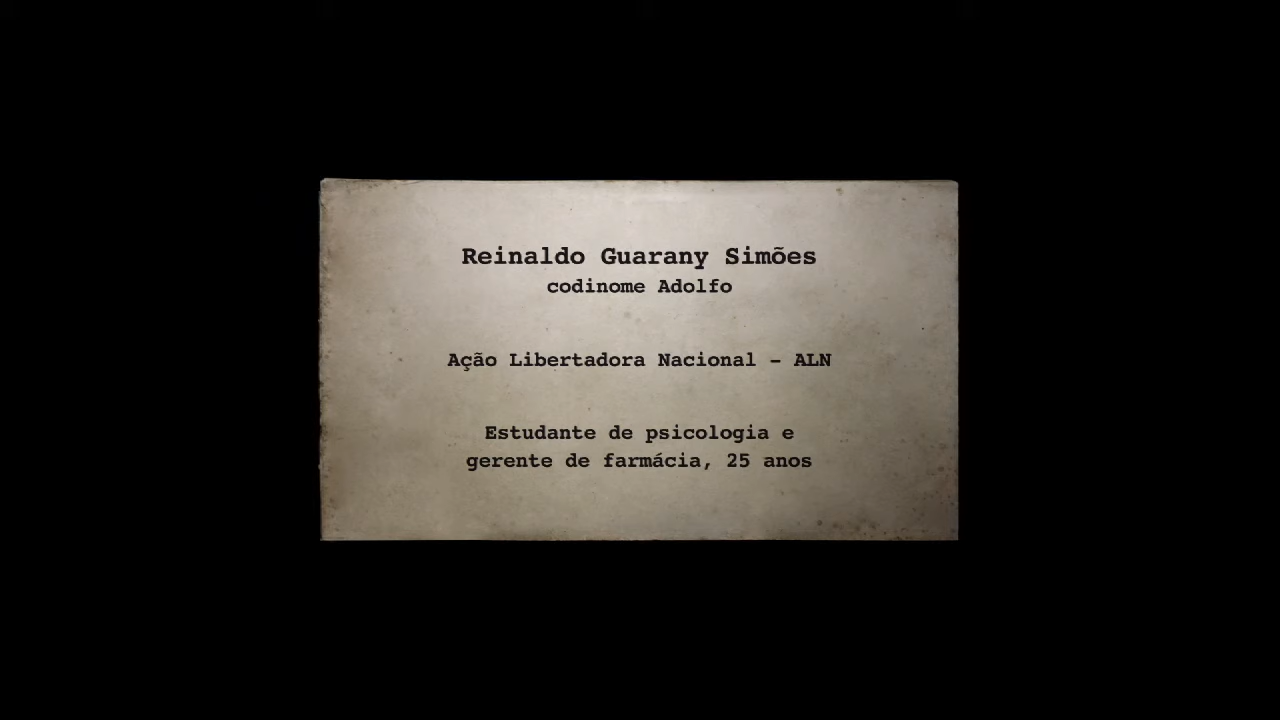 Reinaldo Guarany Simões
codinome Adolfo
Ação Libertadora Nacional - ALN
Estudante de psicologia e
gerente de farmácia, 25 anos